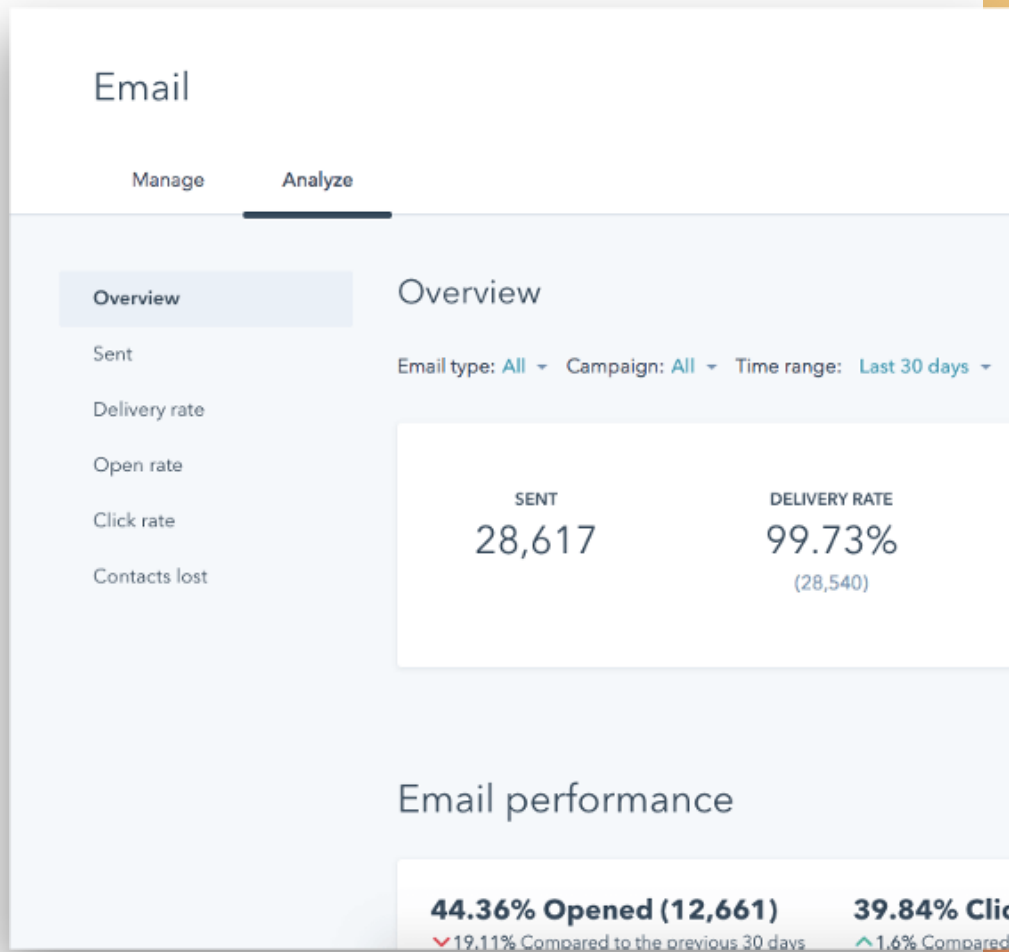 Email
Manage Analyze
Overview
Sent
Delivery rate
Open rate
Click rate
Contacts lost
Overview
Email type: All Campaign: All Time range: Last 30 days
SENT
28,617
DELIVERY RATE
99.73%
(28,540)
Email performance
44.36% Opened (12,661)
19.11% Compared to the previous 30 days
39.84% Clic
1.6% Compared